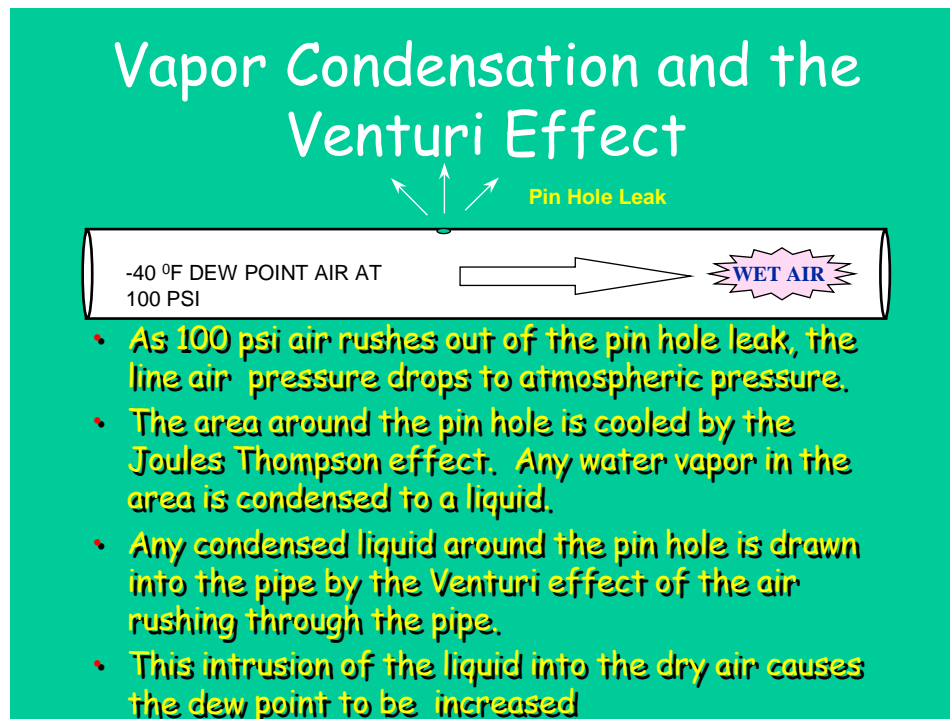 Vapor Condensation and the
Venturi Effect
Pin Hole Leak
-40 ⁰F DEW POINT AIR AT
100 PSI
WET AIR
• As 100 psi air rushes out of the pin hole leak, the
line air pressure drops to atmospheric pressure.
• The area around the pin hole is cooled by the
Joules Thompson effect. Any water vapor in the
area is condensed to a liquid.
• Any condensed liquid around the pin hole is drawn
into the pipe by the Venturi effect of the air
rushing through the pipe.
• This intrusion of the liquid into the dry air causes
the dew point to be increased